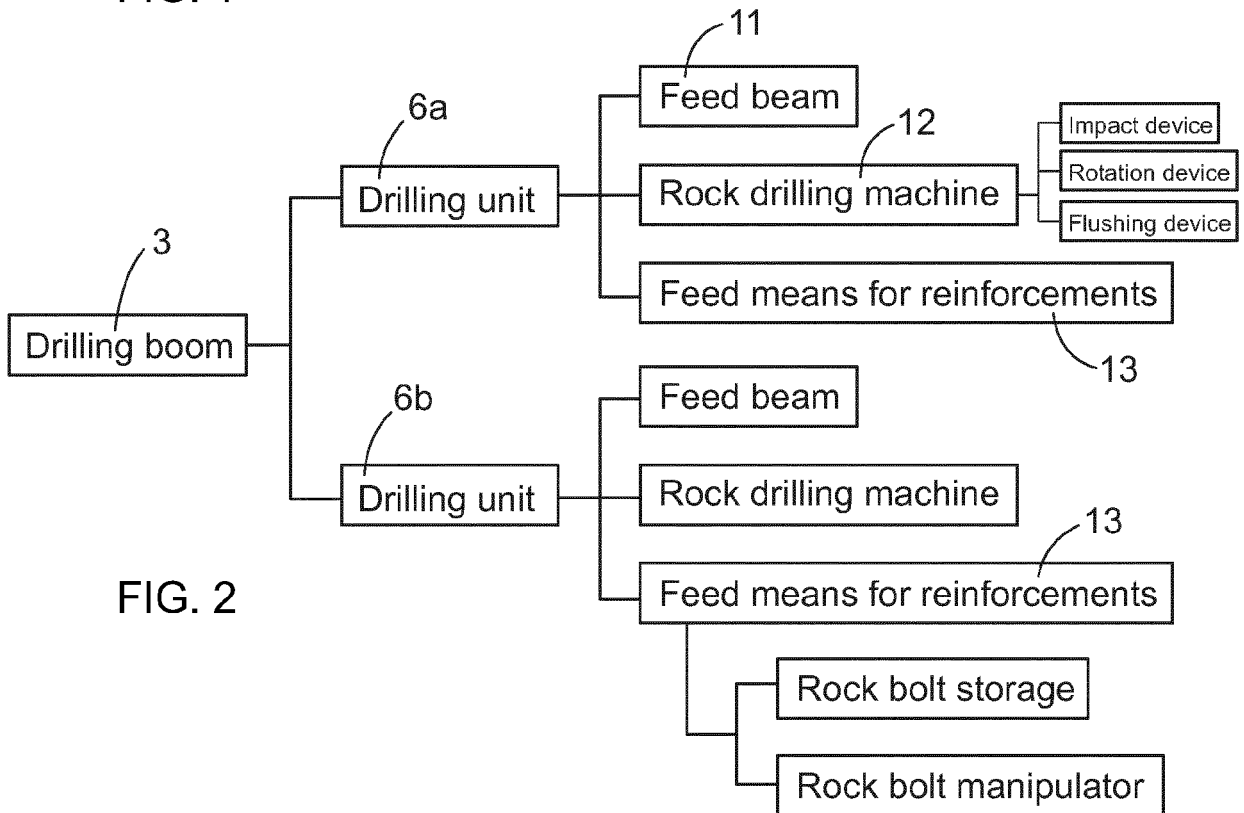 11
Feed beam
6a
12
Impact device
Drilling unit
Rock drilling machine
Rotation device
Flushing device
3
Feed means for reinforcements
Drilling boom
13
6b
Feed beam
Drilling unit
Rock drilling machine
13
FIG. 2
Feed means for reinforcements
Rock bolt storage
Rock bolt manipulator